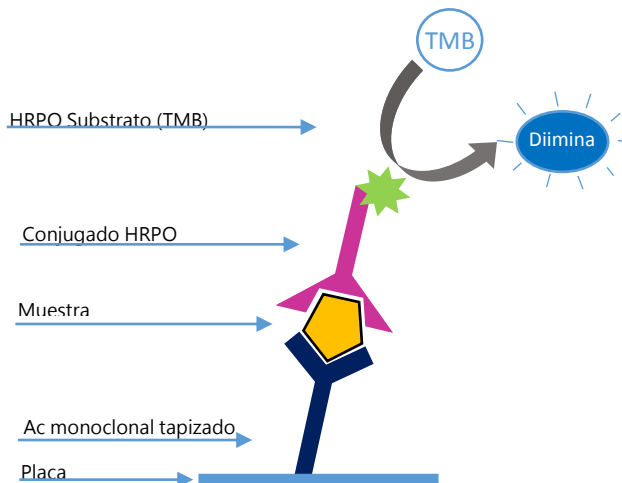 TMB
HRPO Substrato (TMB)
Diimina
Conjugado HRPO
Muestra
Ac monoclonal tapizado
Placa